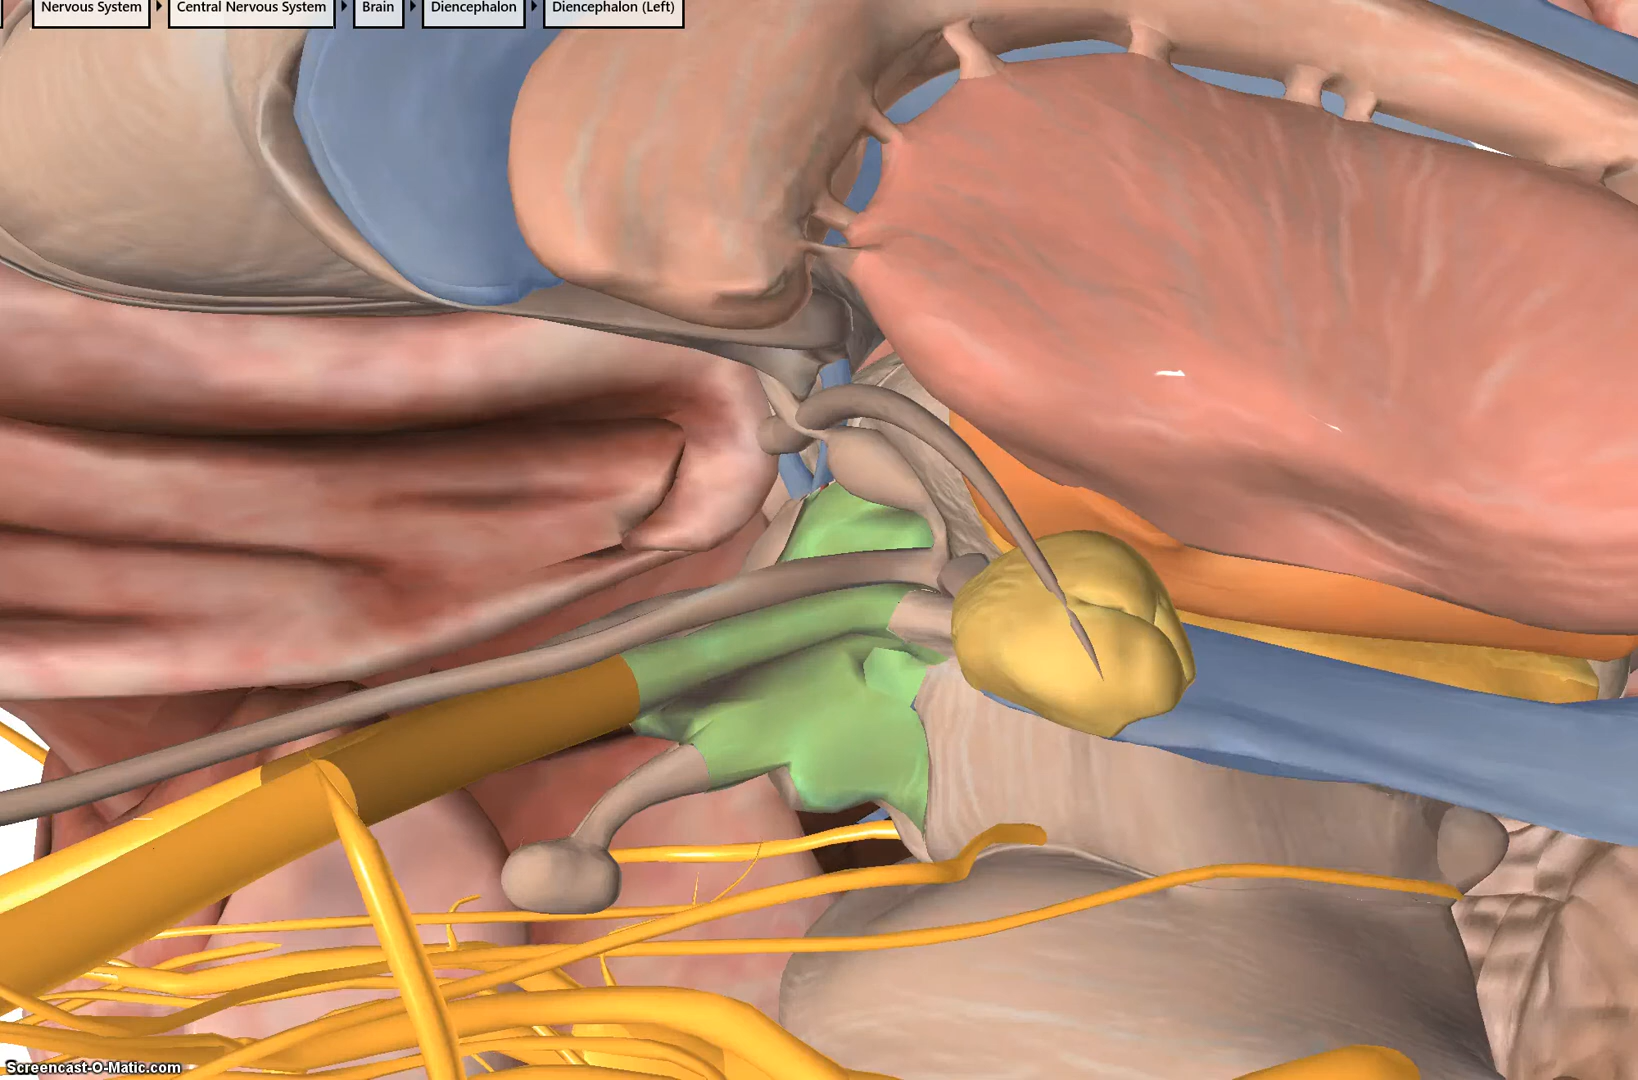 Nervous System Central Nervous System Brain Diencephalon Diencephalon (Left)
Screencast-O-Matic.com